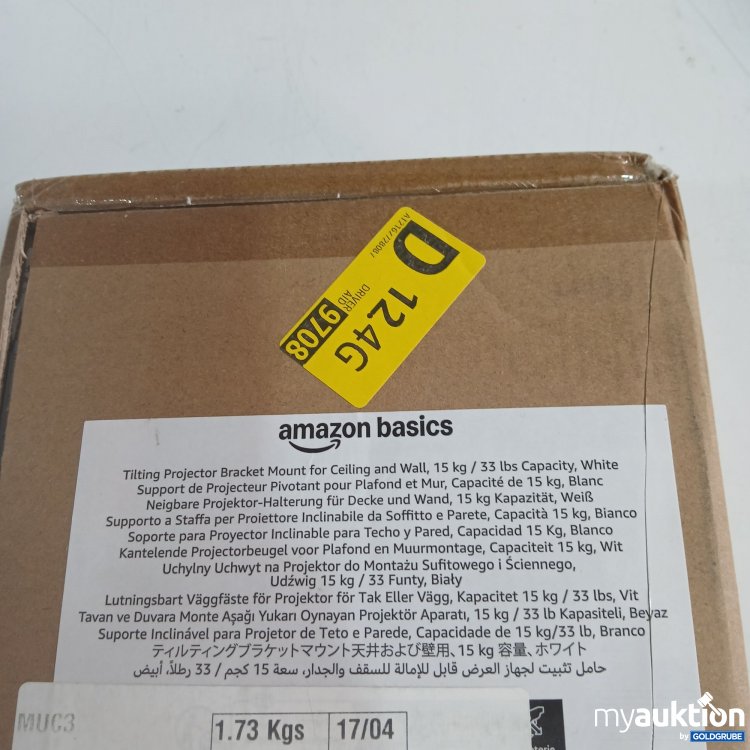 A1/216//2808/
D
DRIVER
AID
9708
124G
amazon basics
Tilting Projector Bracket Mount for Ceiling and Wall, 15 kg / 33 lbs Capacity, White
Support de Projecteur Pivotant pour Plafond et Mur, Capacité de 15 kg, Blanc
Neigbare Projektor-Halterung für Decke und Wand, 15 kg Kapazität, Weiß
Supporto a Staffa per Proiettore Inclinabile da Soffitto e Parete, Capacità 15 kg, Bianco
Soporte para Proyector Inclinable para Techo y Pared, Capacidad 15 Kg, Blanco
Kantelende Projectorbeugel voor Plafond en Muurmontage, Capaciteit 15 kg, Wit
Uchylny Uchwyt na Projektor do Montażu Sufitowego i Ściennego,
Udźwig 15 kg / 33 Funty, Biały
Lutningsbart Väggfäste för Projektor för Tak Eller Vägg, Kapacitet 15 kg / 33 lbs, Vit
Tavan ve Duvara Monte Aşağı Yukarı Oynayan Projektör Aparatı, 15 kg / 33 lb Kapasiteli, Beyaz
Suporte Inclinável para Projetor de Teto e Parede, Capacidade de 15 kg/33 lb, Branco
ティルティングブラケットマウント天井および壁用、15 kg 容量、ホワイト
حامل تثبيت لجهاز العرض قابل للإمالة للسقف والجدار، سعة 15 كجم / 33 رطلاً، أبيض
MUC3
1.73 Kgs
17/04
myauktion
by GOLDGRUBE